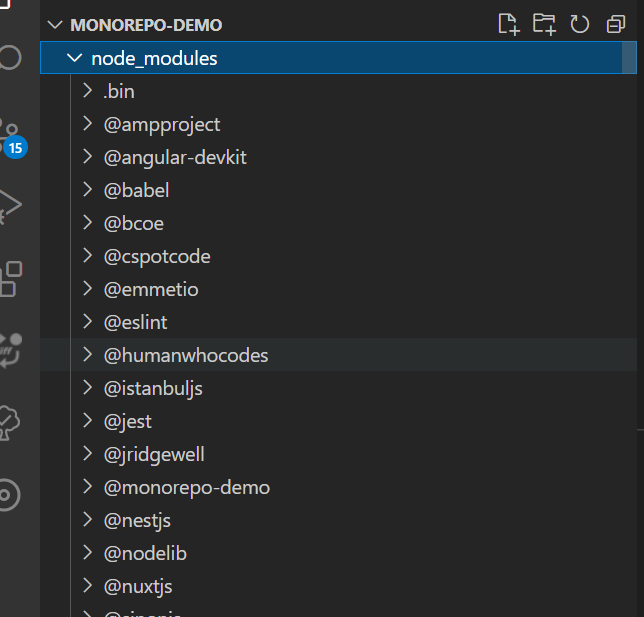 MONOREPO-DEMO
node_modules
.bin
@ampproject
@angular-devkit
15
@babel
@bcoe
@cspotcode
@emmetio
@eslint
@humanwhocodes
@istanbuljs
@jest
@jridgewell
@monorepo-demo
@nestjs
@nodelib
@nuxtjs